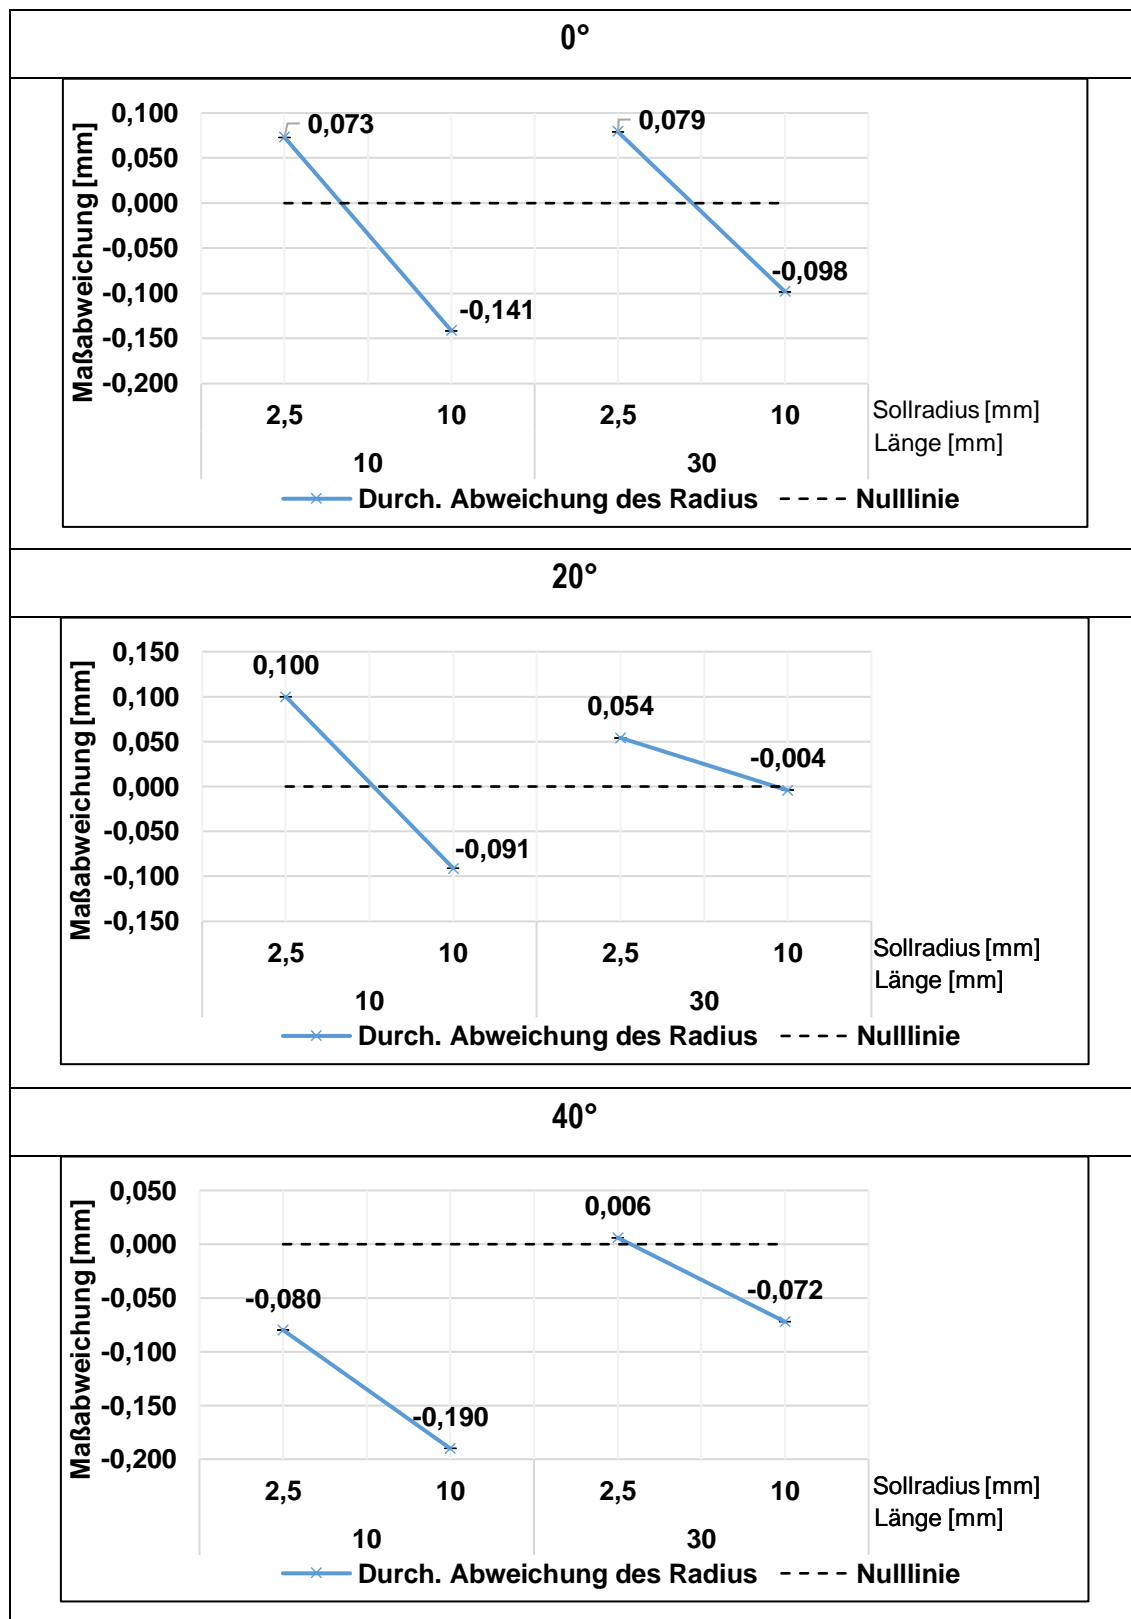 0°
Maßabweichung [mm]
0,100
0,050
0,000
-0,050
-0,100
-0,150
-0,200
0,073
-0,141
0,079
-0,098
2,5 10 2,5 10 Sollradius [mm]
10 30 Länge [mm]
Durch. Abweichung des Radius Nulllinie
20°
Maßabweichung [mm]
0,150
0,100
0,050
0,000
-0,050
-0,100
-0,150
0,100
-0,091
0,054
-0,004
2,5 10 2,5 10 Sollradius [mm]
10 30 Länge [mm]
Durch. Abweichung des Radius Nulllinie
40°
Maßabweichung [mm]
0,050
0,000
-0,050
-0,100
-0,150
-0,200
-0,080
-0,190
0,006
-0,072
2,5 10 2,5 10 Sollradius [mm]
10 30 Länge [mm]
Durch. Abweichung des Radius Nulllinie